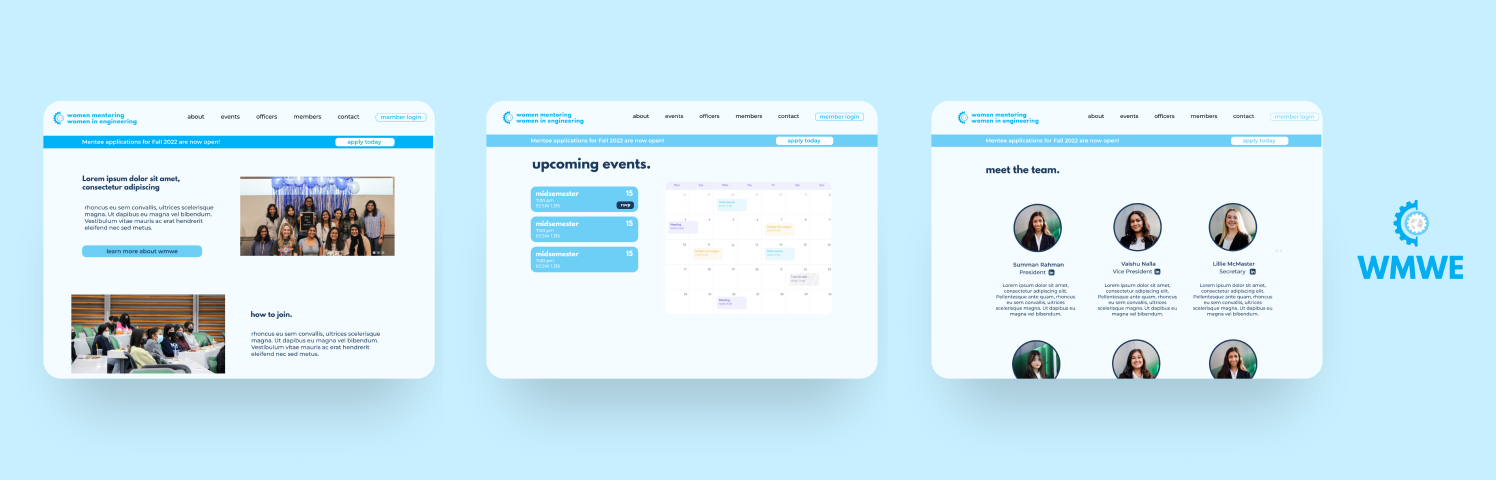 women mentoring
women in engineering
about
events
officers
members
contact
member login
Mentee applications for Fall 2022 are now open!
apply today
Lorem ipsum dolor sit amet,
consectetur adipiscing
rhoncus eu sem convallis, ultrices scelerisque
magna. Ut dapibus eu magna vel bibendum.
Vestibulum vitae mauris ac erat hendrerit
eleifend nec sed metus.
learn more about wmwe
how to join.
rhoncus eu sem convallis, ultrices scelerisque
magna. Ut dapibus eu magna vel bibendum.
Vestibulum vitae mauris ac erat hendrerit
eleifend nec sed metus.
women mentoring
women in engineering
about
events
officers
members
contact
member login
Mentee applications for Fall 2022 are now open!
apply today
upcoming events.
midsemester
15
7:00 pm
ECSW 1.315
rsvp
midsemester
15
7:00 pm
ECSW 1.315
midsemester
15
7:00 pm
ECSW 1.315
Meeting
Meeting
women mentoring
women in engineering
about
events
officers
members
contact
member login
Mentee applications for Fall 2022 are now open!
apply today
meet the team.
Summan Rahman
President
in
Lorem ipsum dolor sit amet,
consectetur adipiscing elit.
Pellentesque ante quam, rhoncus
eu sem convallis, ultrices
scelerisque magna. Ut dapibus eu
magna vel bibendum.
Vaishu Nalla
Vice President
in
Lorem ipsum dolor sit amet,
consectetur adipiscing elit.
Pellentesque ante quam, rhoncus
eu sem convallis, ultrices
scelerisque magna. Ut dapibus eu
magna vel bibendum.
Lillie McMaster
Secretary
in
Lorem ipsum dolor sit amet,
consectetur adipiscing elit.
Pellentesque ante quam, rhoncus
eu sem convallis, ultrices
scelerisque magna. Ut dapibus eu
magna vel bibendum.
WMWE